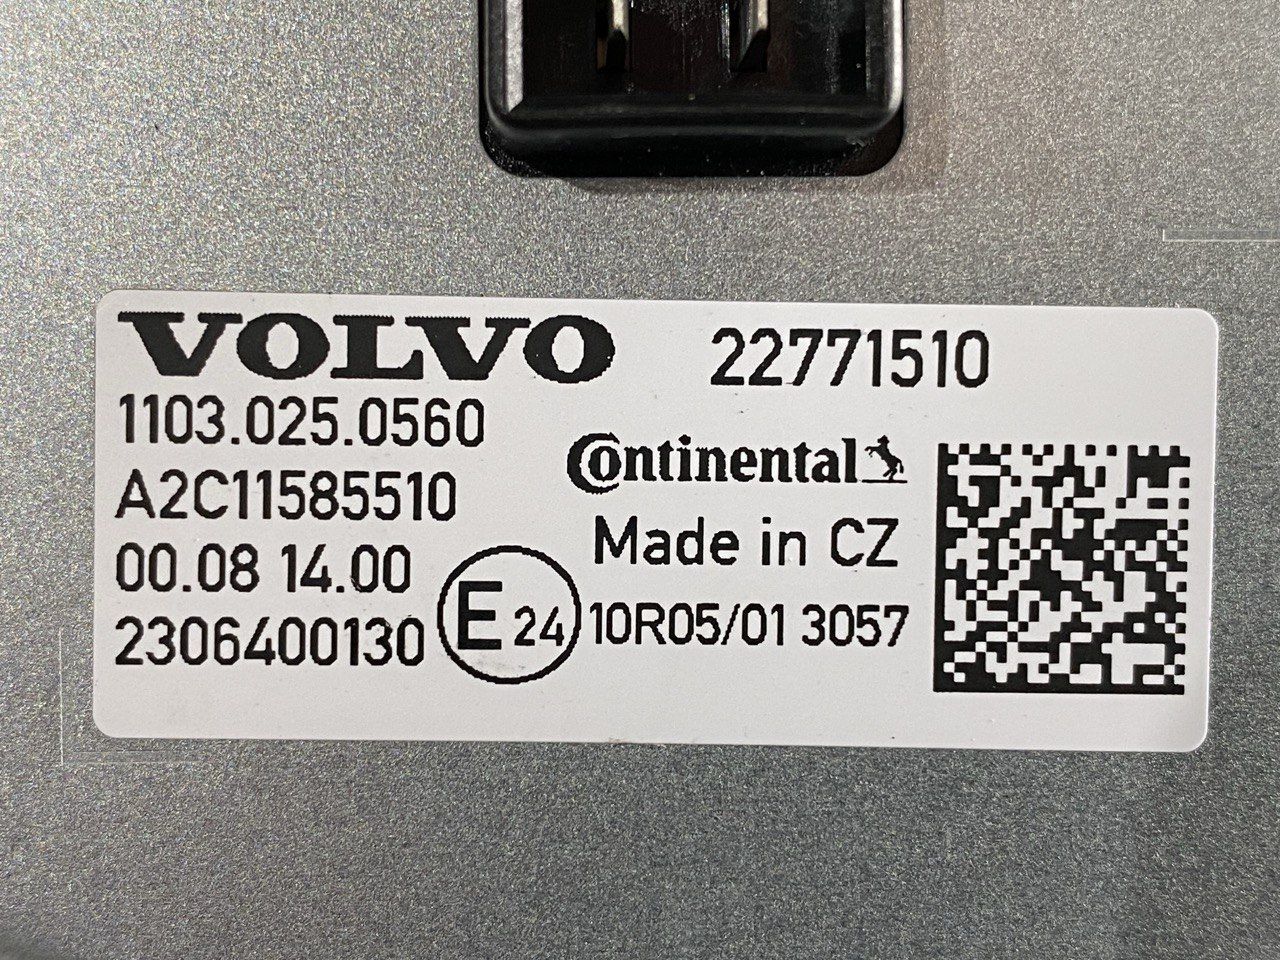 VOLVO 22771510
1103.025.0560
Continental
A2C11585510
Made in CZ
00.08 14.00
2306400130
E 24 10R05/01 3057